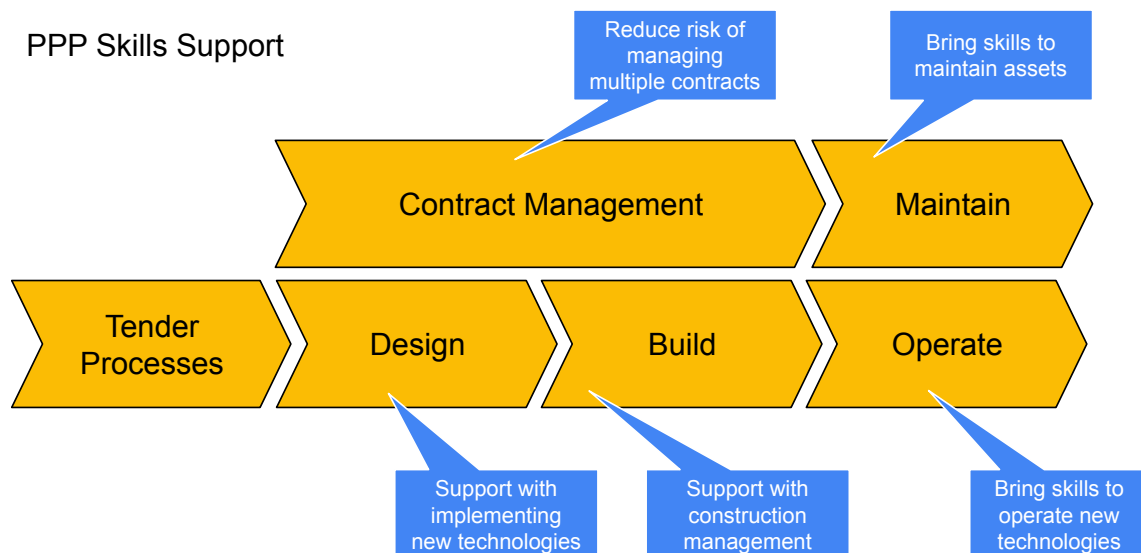 PPP Skills Support
Reduce risk of
managing
multiple contracts
Bring skills to
maintain assets
Contract Management
Maintain
Tender
Processes
Design
Build
Operate
Support with
implementing
new technologies
Support with
construction
management
Bring skills to
operate new
technologies